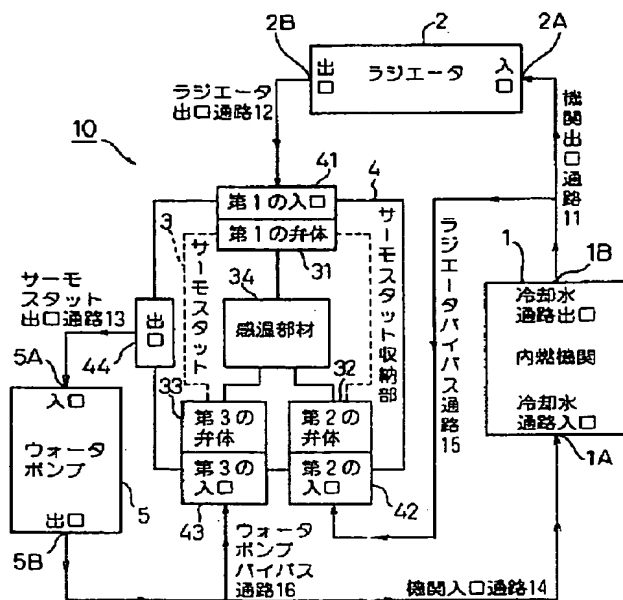 2B
2
2A
出口
ラジエータ
入口
ラジエータ
出口通路12
機関出口通路11
10
41
4
第1の入口
第1の弁体
3
31
34
サーモスタット
感温部材
サーモスタット収納部
ラジエータバイパス通路15
1
1B
冷却水
通路出口
内燃機関
冷却水
通路入口
1A
サーモ
スタット
出口通路13
出口
44
5A
入口
ウォータ
ポンプ
出口
5
5B
33
32
第3の
弁体
第2の
弁体
第3の
入口
第2の
入口
43
42
ウォータ
ポンプ
バイパス
通路16
機関入口通路14